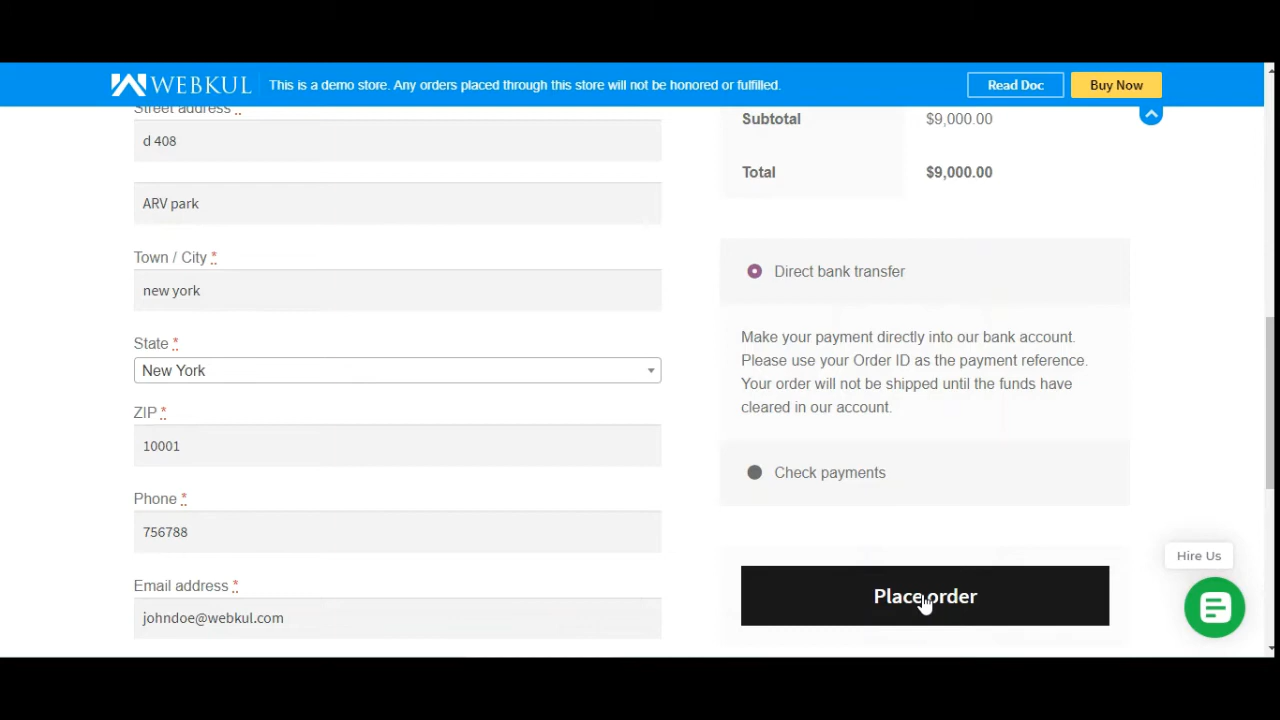 WEBKUL
This is a demo store. Any orders placed through this store will not be honored or fulfilled.
Read Doc
Buy Now
Street address *
d 408
ARV park
Town / City *
new york
State *
New York
ZIP *
10001
Phone *
756788
Email address *
johndoe@webkul.com
Subtotal $9,000.00
Total $9,000.00
Direct bank transfer
Make your payment directly into our bank account.
Please use your Order ID as the payment reference.
Your order will not be shipped until the funds have
cleared in our account.
Check payments
Place order
Hire Us